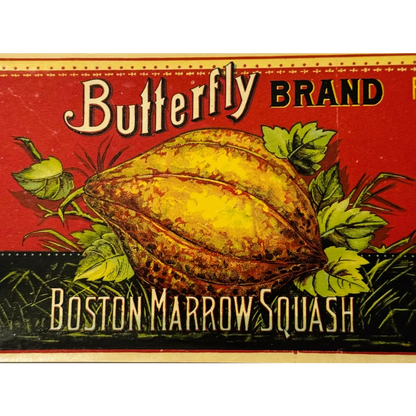 Butterfly BRAND
BOSTON MARROW SQUASH